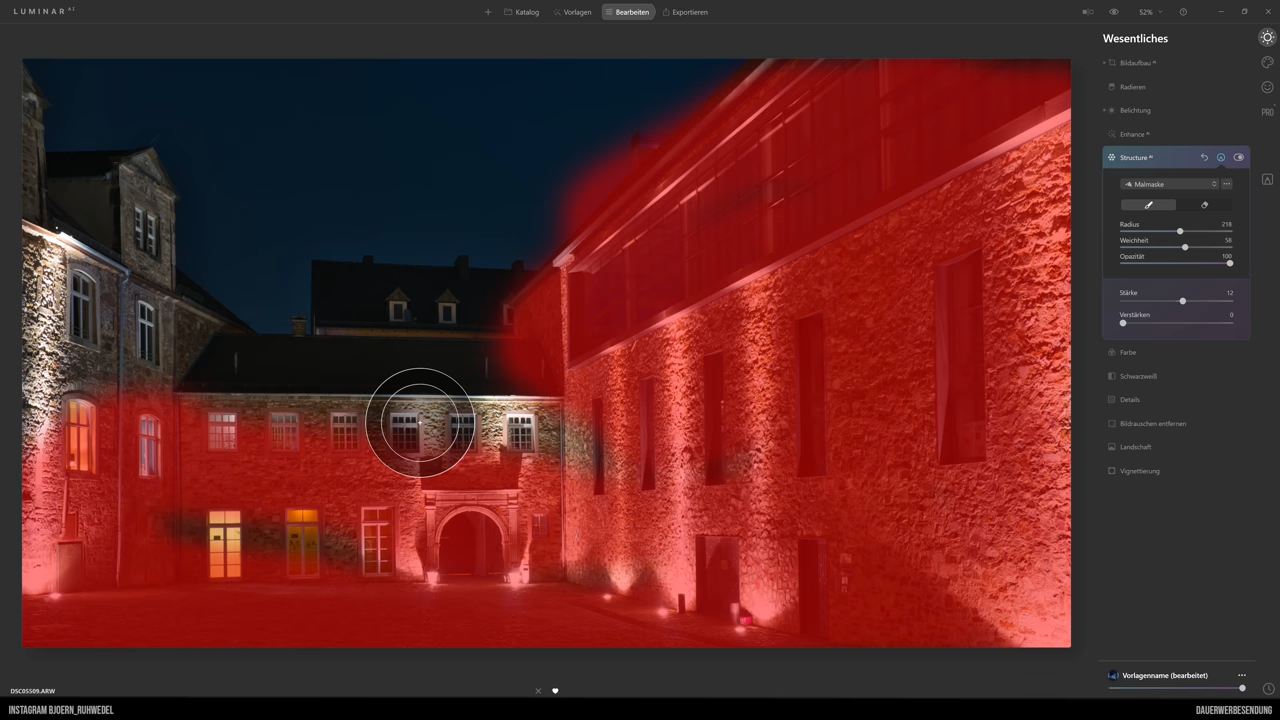 LUMINAR AI
Katalog
Vorlagen
Bearbeiten
Exportieren
52%
Wesentliches
Bildaufbau AI
Radieren
Belichtung
Enhance AI
Structure AI
Malmaske
Radius 218
Weichheit 58
Opazität 100
Stärke 12
Verstärken 0
Farbe
Schwarzweiß
Details
Bildrauschen entfernen
Landschaft
Vignettierung
PRO
Vorlagenname (bearbeitet)
DSC05509.ARW
INSTAGRAM BJOERN_RUHWEDEL
DAUERWERBESENDUNG